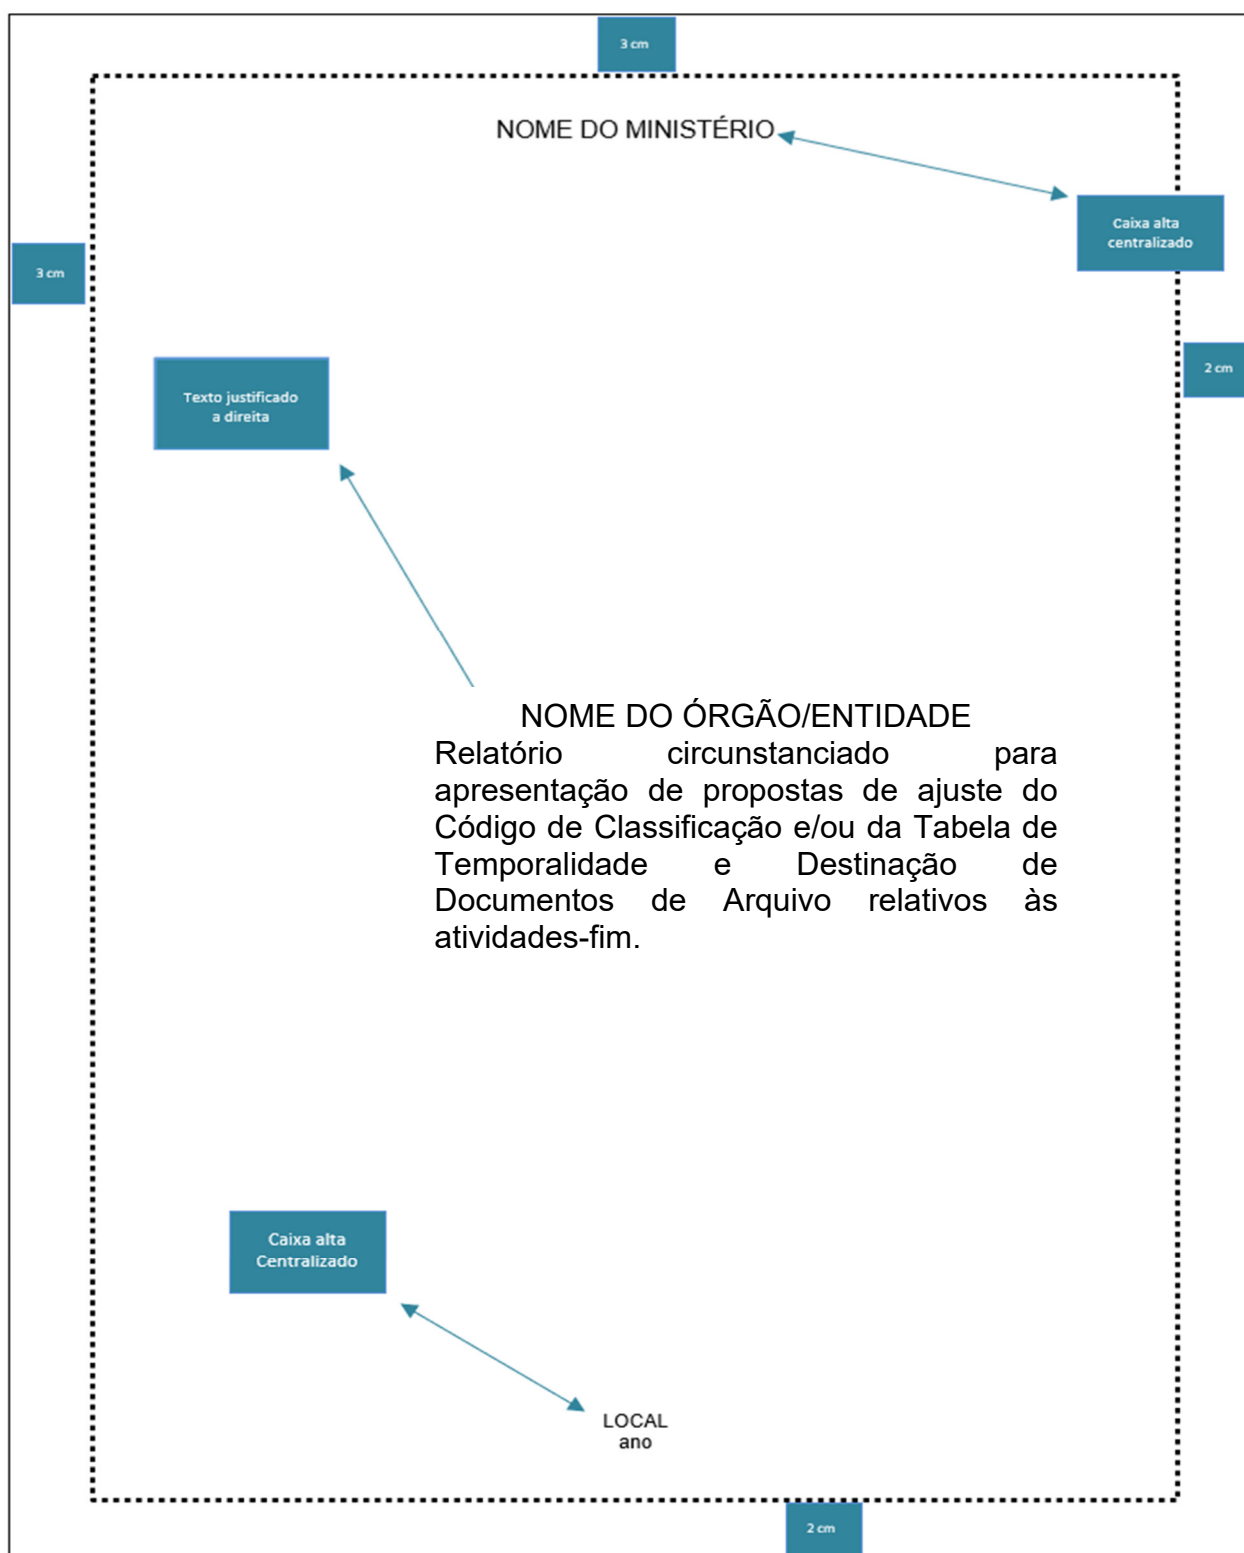 3 cm
NOME DO MINISTÉRIO
Caixa alta
centralizado
3 cm
2 cm
Texto justificado
a direita
NOME DO ÓRGÃO/ENTIDADE
Relatório circunstanciado para
apresentação de propostas de ajuste do
Código de Classificação e/ou da Tabela de
Temporalidade e Destinação de
Documentos de Arquivo relativos às
atividades-fim.
Caixa alta
Centralizado
LOCAL
ano
2 cm